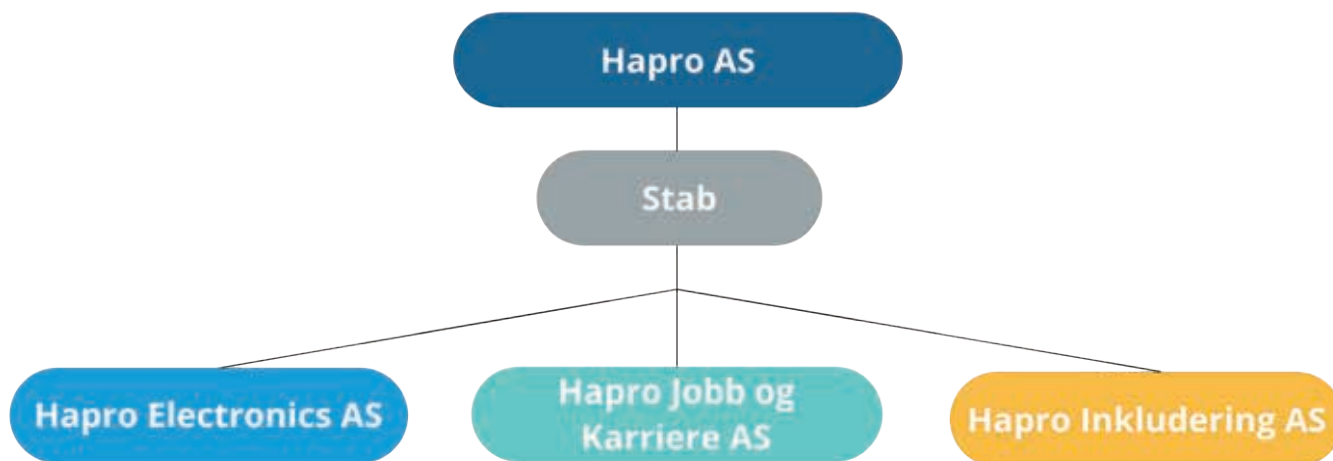 Hapro AS
Stab
Hapro Electronics AS
Hapro Jobb og
Karriere AS
Hapro Inkludering AS